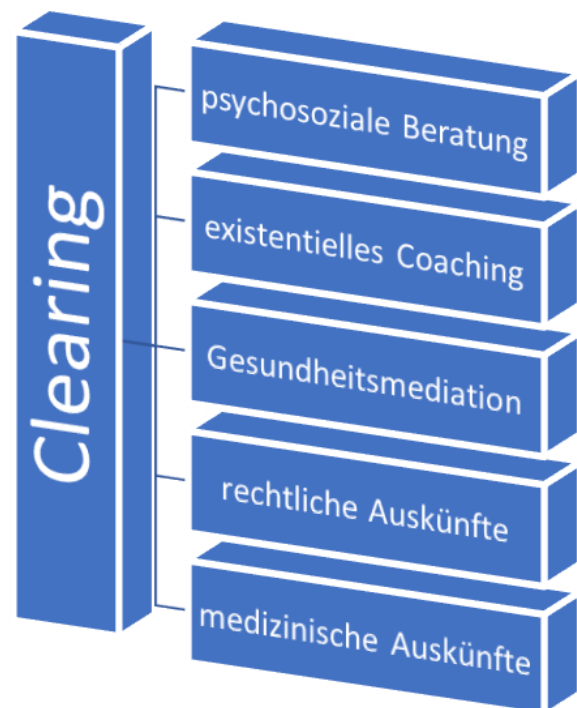 Clearing
psychosoziale Beratung
existentielles Coaching
Gesundheitsmediation
rechtliche Auskünfte
medizinische Auskünfte